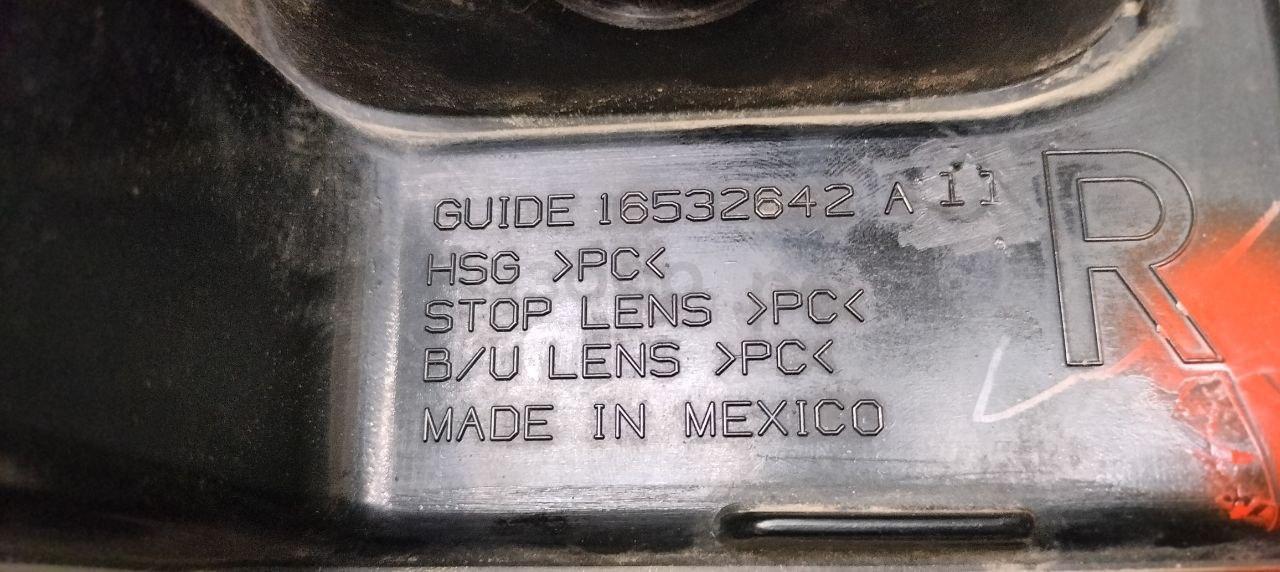 GUIDE 16532642 A 11
R
HSG >PC<
STOP LENS >PC<
B/U LENS >PC<
MADE IN MEXICO